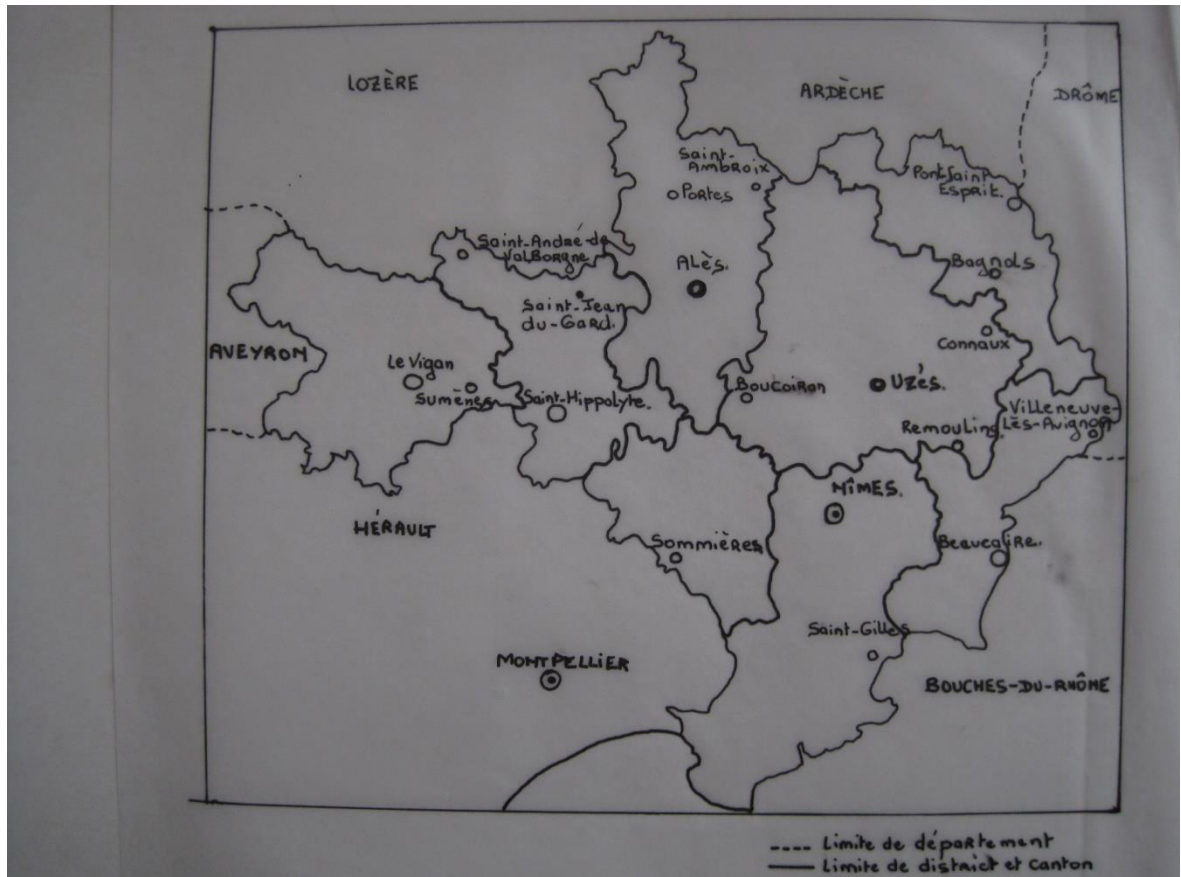 LOZÈRE
ARDÈCHE
DRÔME
Saint-
AMBROIX
Portes
Pont Saint
Esprit.
Saint-André-de
ValBorgne
ALÈS.
Bagnols
Saint-Jean
du-Gard.
Connaux
AVEYRON
Le Vigan
Sumènes
Saint-Hippolyte.
Boucoiran
UZÈS.
Villeneuve-
Lès-Avignon
Remoulins
NÎMES.
HÉRAULT
Sommières
Beaucaire.
Saint-Gilles
MONTPELLIER
BOUCHES-DU-RHÔME
Limite de département
Limite de district et canton